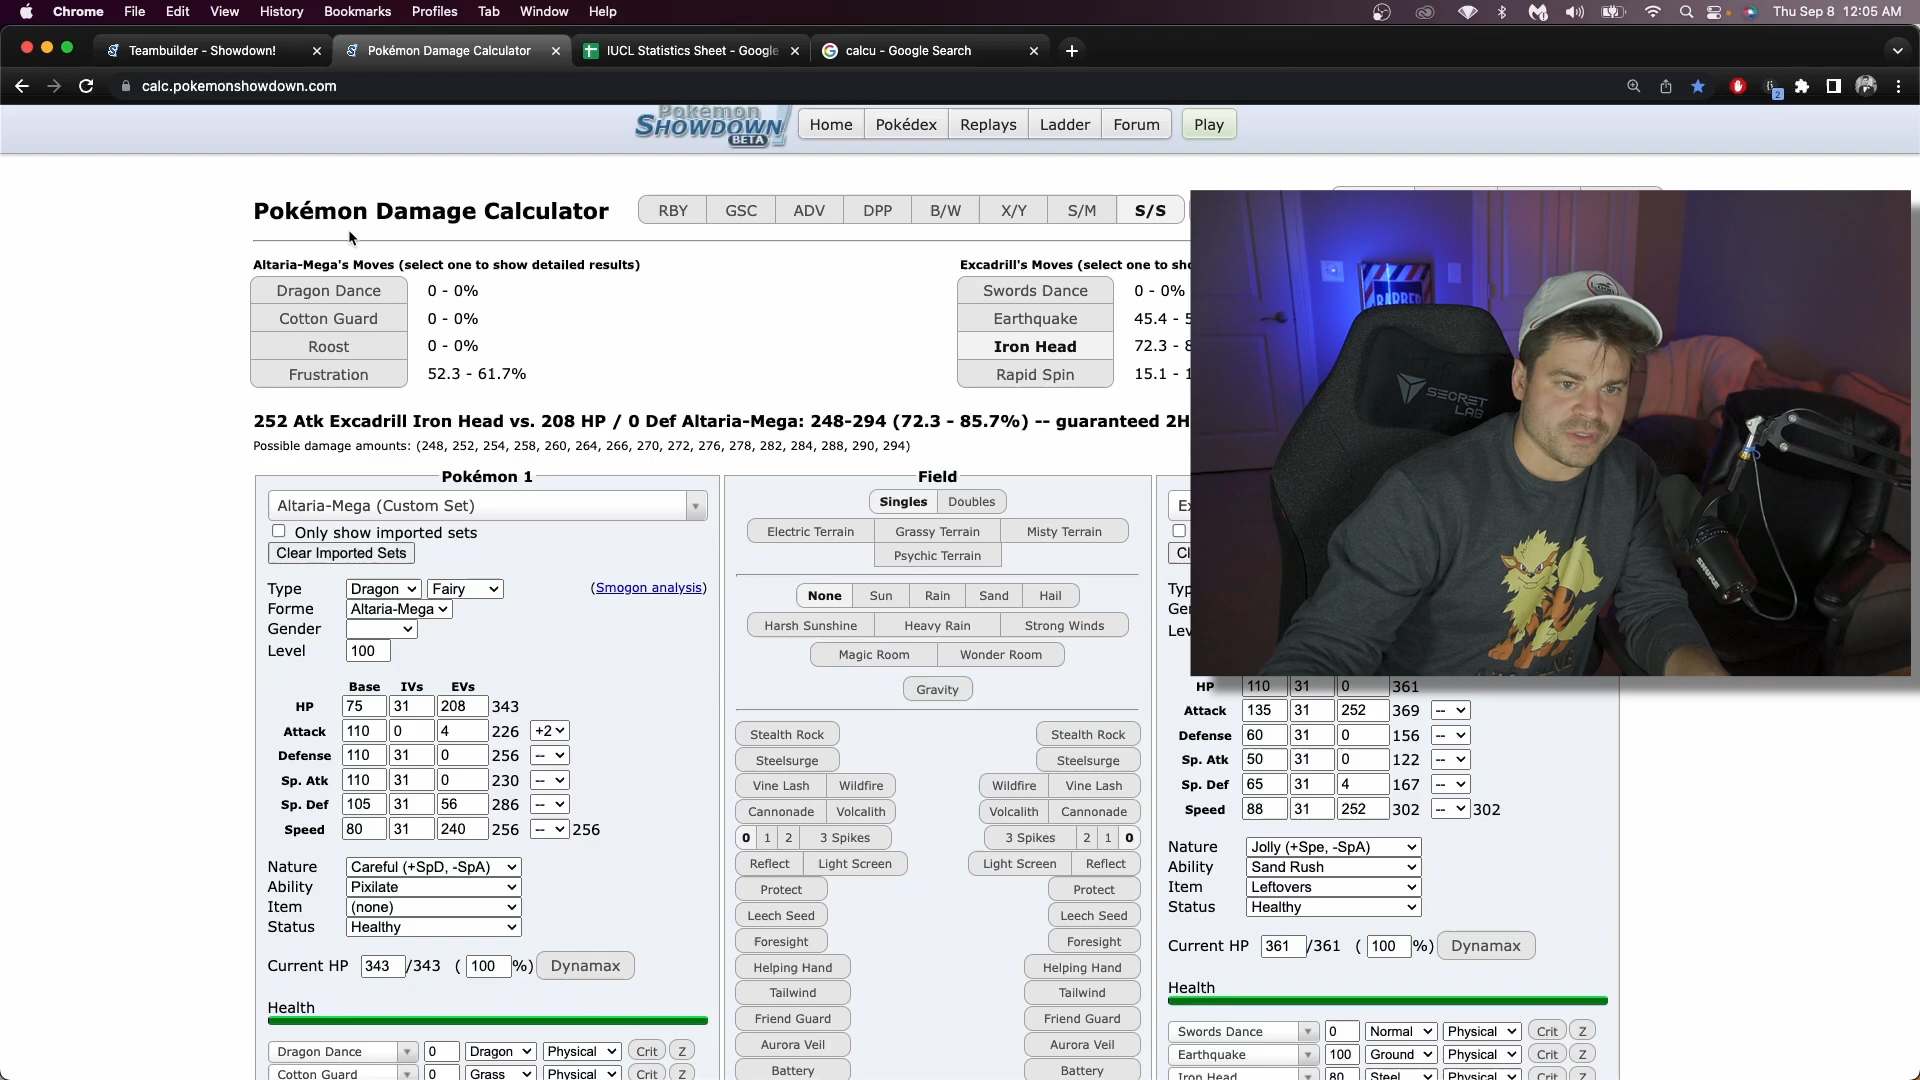 Chrome File Edit View History Bookmarks Profiles Tab Window Help Thu Sep 8 12:05 AM
Teambuilder - Showdown! Pokémon Damage Calculator IUCL Statistics Sheet - Google calcu - Google Search
calc.pokemonshowdown.com 2
Pokémon Showdown BETA Home Pokédex Replays Ladder Forum Play
Pokémon Damage Calculator RBY GSC ADV DPP B/W X/Y S/M S/S
Altaria-Mega's Moves (select one to show detailed results)
Dragon Dance 0 - 0%
Cotton Guard 0 - 0%
Roost 0 - 0%
Frustration 52.3 - 61.7%
Excadrill's Moves (select one to sh
Swords Dance 0 - 0%
Earthquake 45.4 -
Iron Head 72.3 -
Rapid Spin 15.1 -
252 Atk Excadrill Iron Head vs. 208 HP / 0 Def Altaria-Mega: 248-294 (72.3 - 85.7%) -- guaranteed 2H
Possible damage amounts: (248, 252, 254, 258, 260, 264, 266, 270, 272, 276, 278, 282, 284, 288, 290, 294)
Pokémon 1
Altaria-Mega (Custom Set)
Only show imported sets
Clear Imported Sets
Type Dragon Fairy (Smogon analysis)
Forme Altaria-Mega
Gender
Level 100
Base IVs EVs
HP 75 31 208 343
Attack 110 0 4 226 +2
Defense 110 31 0 256 --
Sp. Atk 110 31 0 230 --
Sp. Def 105 31 56 286 --
Speed 80 31 240 256 -- 256
Nature Careful (+SpD, -SpA)
Ability Pixilate
Item (none)
Status Healthy
Current HP 343 /343 ( 100 %) Dynamax
Health
Dragon Dance 0 Dragon Physical Crit Z
Cotton Guard 0 Grass Physical Crit Z
Field
Singles Doubles
Electric Terrain Grassy Terrain Misty Terrain
Psychic Terrain
None Sun Rain Sand Hail
Harsh Sunshine Heavy Rain Strong Winds
Magic Room Wonder Room
Gravity
Stealth Rock Stealth Rock
Steelsurge Steelsurge
Vine Lash Wildfire Wildfire Vine Lash
Cannonade Volcalith Volcalith Cannonade
0 1 2 3 Spikes 3 Spikes 2 1 0
Reflect Light Screen Light Screen Reflect
Protect Protect
Leech Seed Leech Seed
Foresight Foresight
Helping Hand Helping Hand
Tailwind Tailwind
Friend Guard Friend Guard
Aurora Veil Aurora Veil
Battery Battery
Ex
Cl
Typ
Ge
Lev
HP 110 31 0 361
Attack 135 31 252 369 --
Defense 60 31 0 156 --
Sp. Atk 50 31 0 122 --
Sp. Def 65 31 4 167 --
Speed 88 31 252 302 -- 302
Nature Jolly (+Spe, -SpA)
Ability Sand Rush
Item Leftovers
Status Healthy
Current HP 361 /361 ( 100 %) Dynamax
Health
Swords Dance 0 Normal Physical Crit Z
Earthquake 100 Ground Physical Crit Z
Iron Head 80 Steel Physical Crit Z
BARBER
SECRET
LAB
SHURE